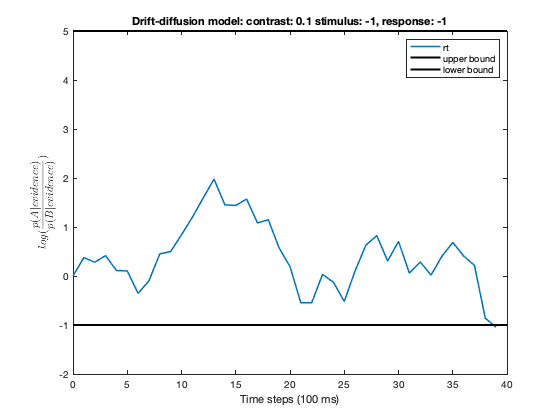 Drift-diffusion model: contrast: 0.1 stimulus: -1, response: -1
5
4
3
2
1
0
-1
-2
log(p(A|evidence)/p(B|evidence))
rt
upper bound
lower bound
0 5 10 15 20 25 30 35 40
Time steps (100 ms)